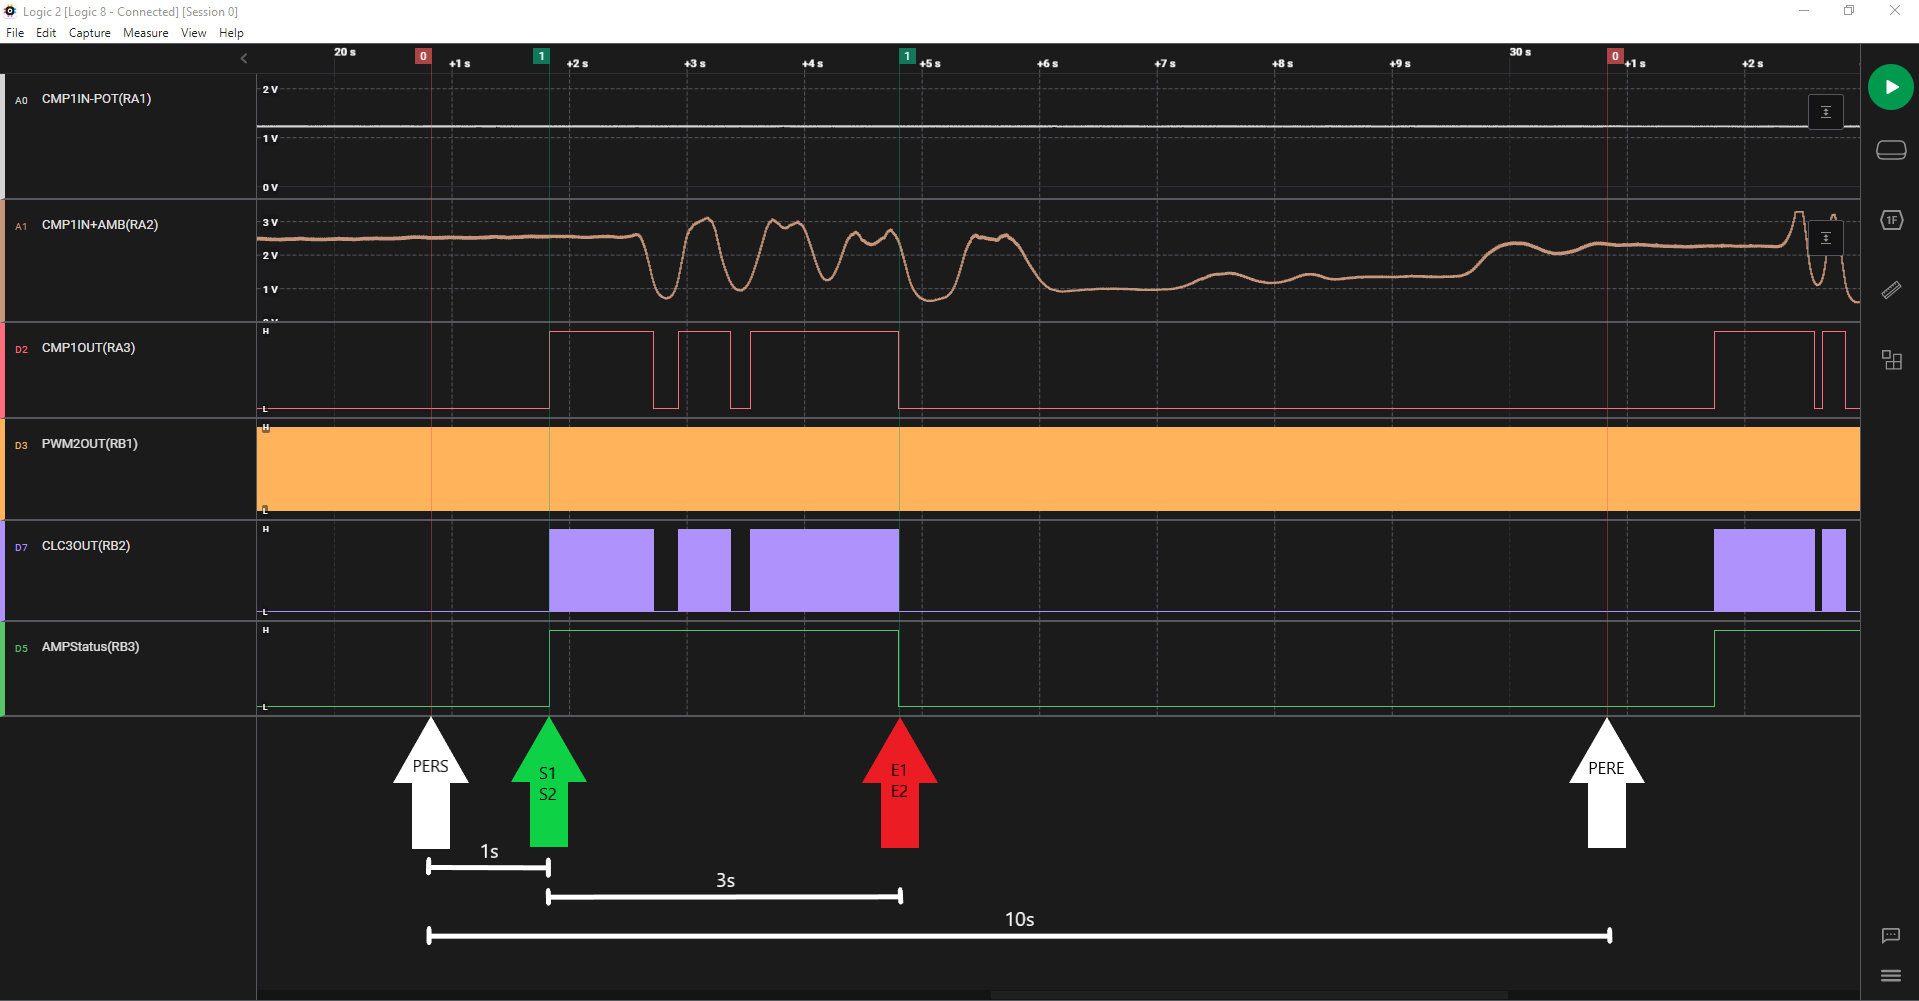 Logic 2 [Logic 8 - Connected] [Session 0]
File Edit Capture Measure View Help
20 s 0 +1 s 1 +2 s +3 s +4 s 1 +5 s +6 s +7 s +8 s +9 s 30 s 0 +1 s +2 s
A0 CMP1IN-POT(RA1)
2 V
1 V
0 V
A1 CMP1IN+AMB(RA2)
3 V
2 V
1 V
D2 CMP1OUT(RA3)
H
L
D3 PWM2OUT(RB1)
H
L
D7 CLC3OUT(RB2)
H
L
D5 AMPStatus(RB3)
H
L
1F
PERS
S1
S2
E1
E2
PERE
1s
3s
10s